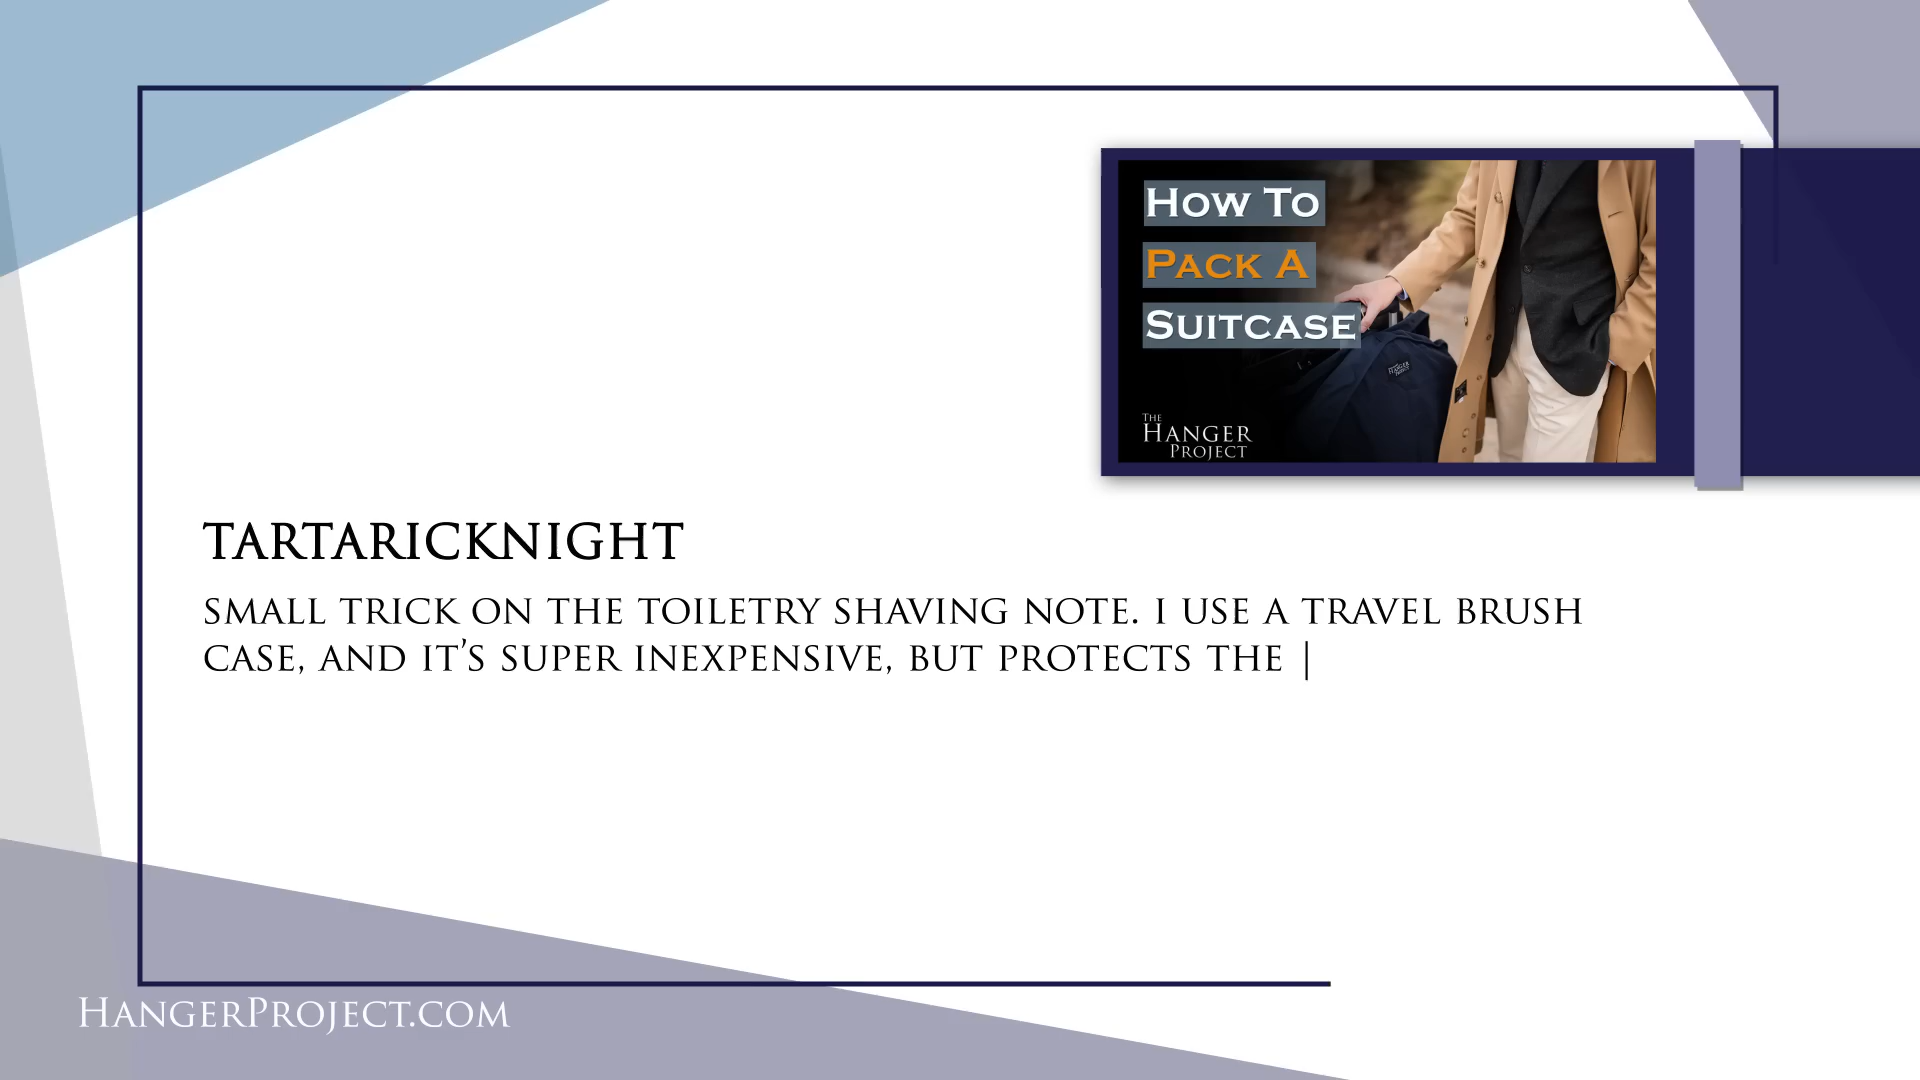 How To
Pack A
Suitcase
The
Hanger
Project
TARTARICKNIGHT
SMALL TRICK ON THE TOILETRY SHAVING NOTE. I USE A TRAVEL BRUSH
CASE, AND IT’S SUPER INEXPENSIVE, BUT PROTECTS THE |
HangerProject.com